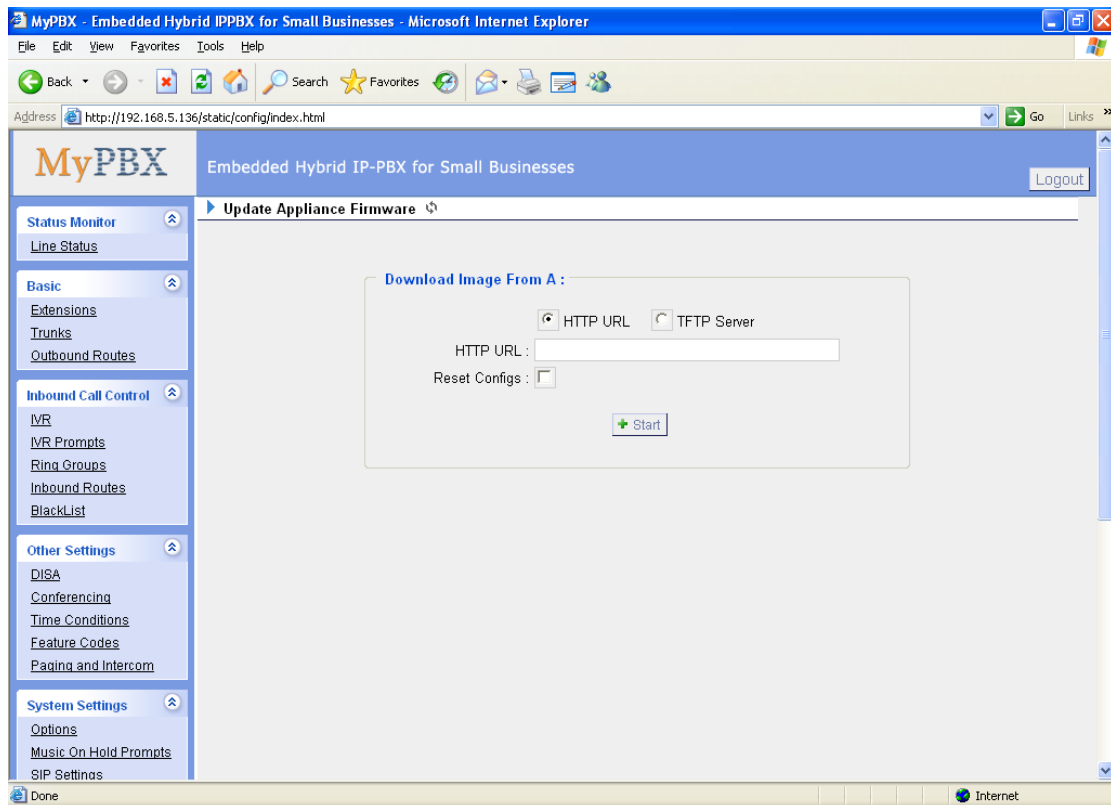 MyPBX - Embedded Hybrid IPPBX for Small Businesses - Microsoft Internet Explorer
File Edit View Favorites Tools Help
Back Search Favorites
Address http://192.168.5.136/static/config/index.html Go Links »
MyPBX
Embedded Hybrid IP-PBX for Small Businesses
Logout
Update Appliance Firmware
Status Monitor
Line Status
Basic
Extensions
Trunks
Outbound Routes
Inbound Call Control
IVR
IVR Prompts
Ring Groups
Inbound Routes
BlackList
Other Settings
DISA
Conferencing
Time Conditions
Feature Codes
Paging and Intercom
System Settings
Options
Music On Hold Prompts
SIP Settings
Download Image From A :
HTTP URL TFTP Server
HTTP URL :
Reset Configs :
Start
Done Internet